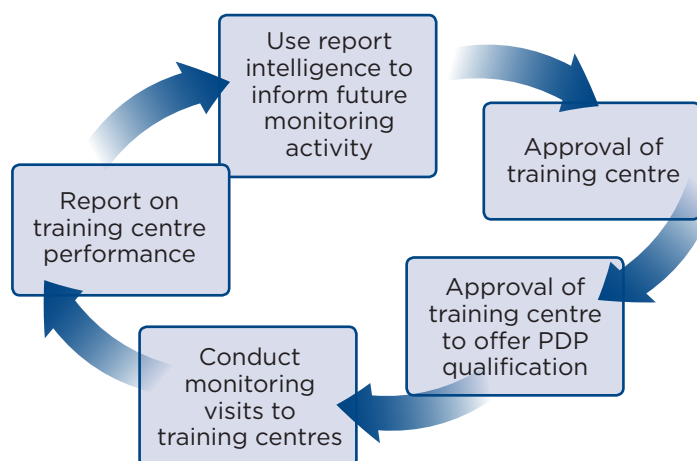 Use report
intelligence to
inform future
monitoring
activity
Approval of
training centre
Approval of
training centre
to offer PDP
qualification
Conduct
monitoring
visits to
training centres
Report on
training centre
performance